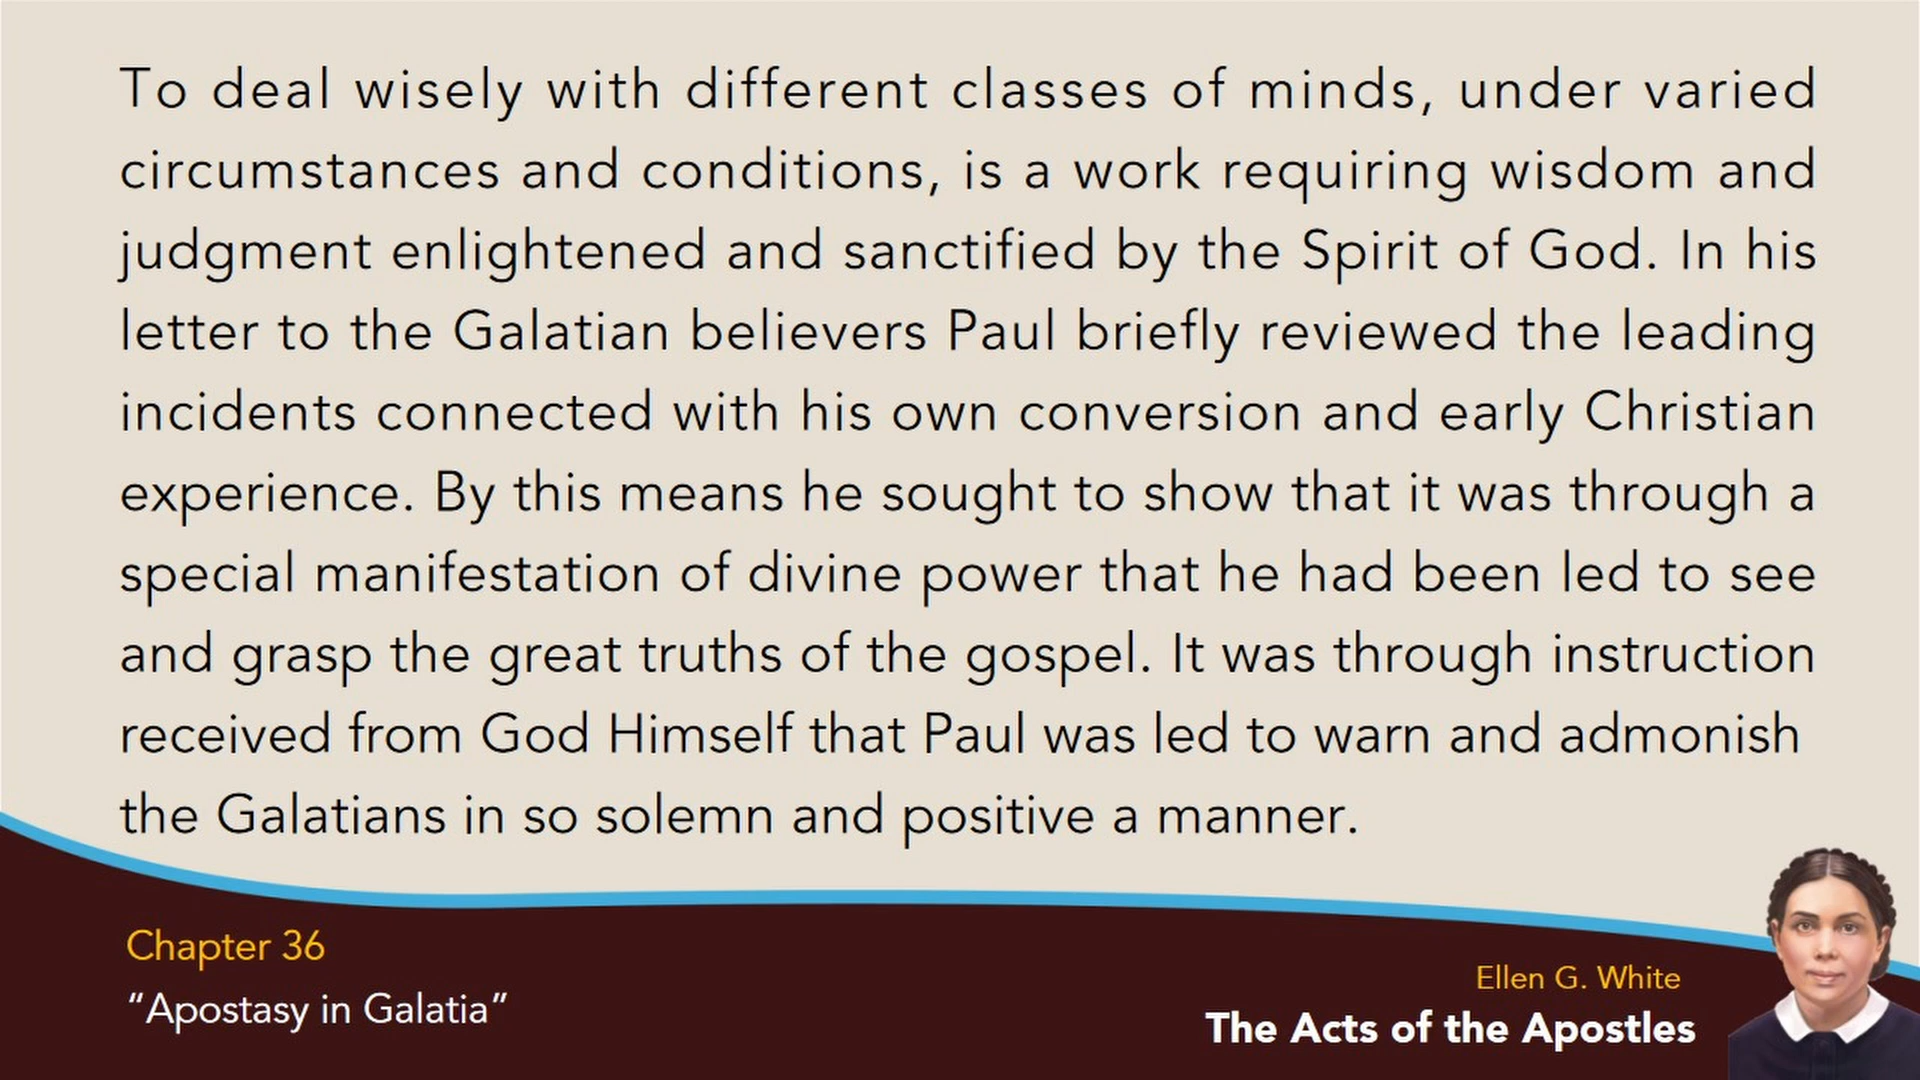 To deal wisely with different classes of minds, under varied
circumstances and conditions, is a work requiring wisdom and
judgment enlightened and sanctified by the Spirit of God. In his
letter to the Galatian believers Paul briefly reviewed the leading
incidents connected with his own conversion and early Christian
experience. By this means he sought to show that it was through a
special manifestation of divine power that he had been led to see
and grasp the great truths of the gospel. It was through instruction
received from God Himself that Paul was led to warn and admonish
the Galatians in so solemn and positive a manner.
Chapter 36
“Apostasy in Galatia”
Ellen G. White
The Acts of the Apostles